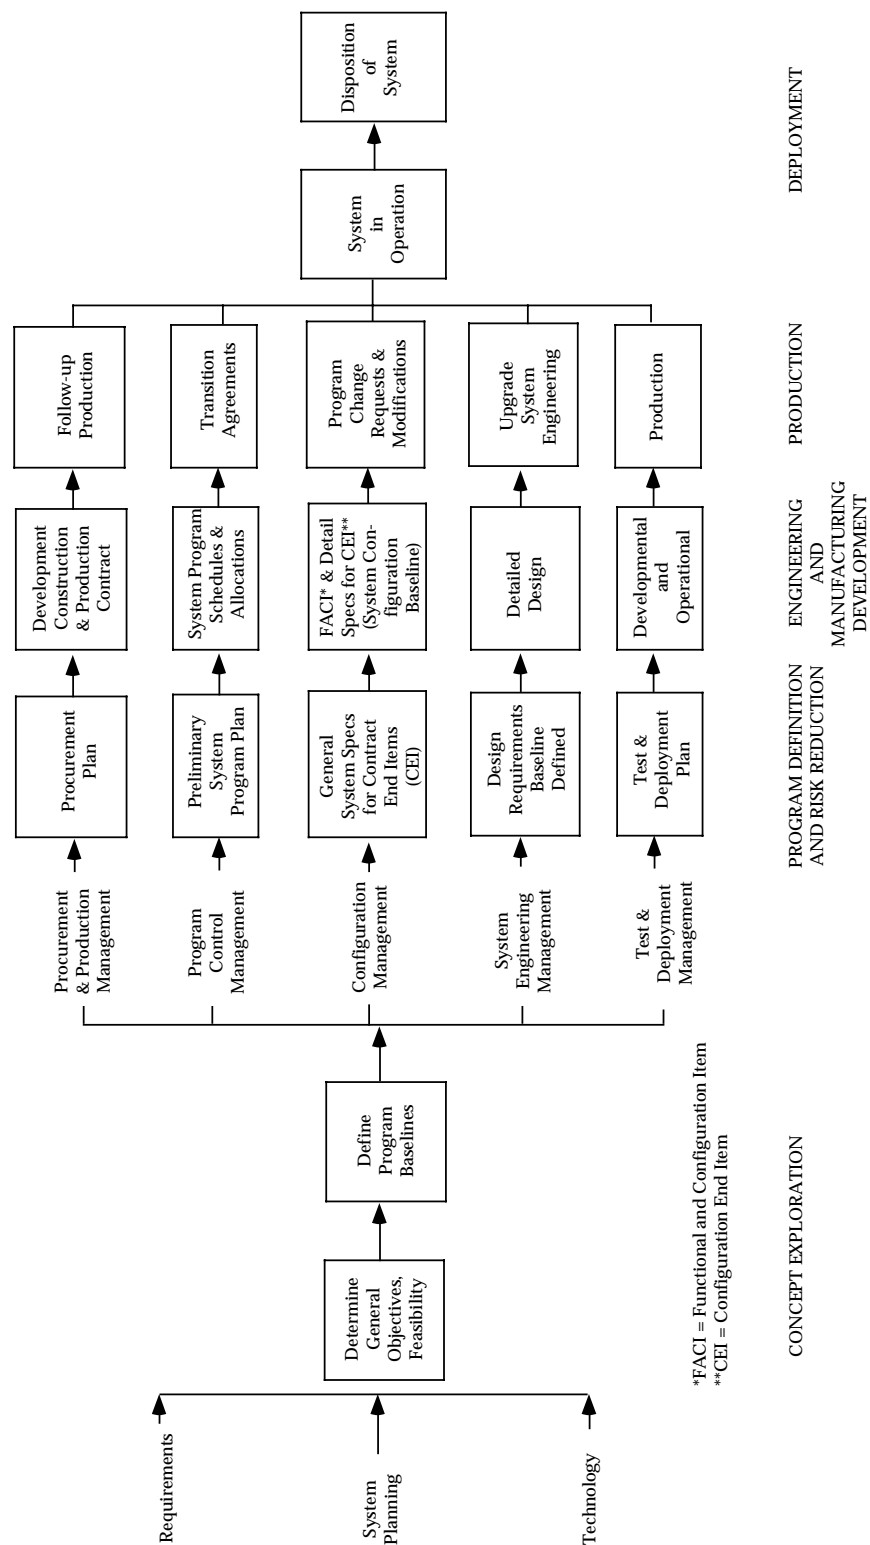 Requirements
System
Planning
Technology
Determine
General
Objectives,
Feasibility
Define
Program
Baselines
Procurement
& Production
Management
Program
Control
Management
Configuration
Management
System
Engineering
Management
Test &
Deployment
Management
Procurement
Plan
Preliminary
System
Program Plan
General
System Specs
for Contract
End Items
(CEI)
Design
Requirements
Baseline
Defined
Test &
Deployment
Plan
Development
Construction
& Production
Contract
System Program
Schedules &
Allocations
FACI* & Detail
Specs for CEI**
(System Con-
figuration
Baseline)
Detailed
Design
Developmental
and
Operational
Follow-up
Production
Transition
Agreements
Program
Change
Requests &
Modifications
Upgrade
System
Engineering
Production
System
in
Operation
Disposition
of
System
*FACI = Functional and Configuration Item
**CEI = Configuration End Item
CONCEPT EXPLORATION
PROGRAM DEFINITION
AND RISK REDUCTION
ENGINEERING
AND
MANUFACTURING
DEVELOPMENT
PRODUCTION
DEPLOYMENT